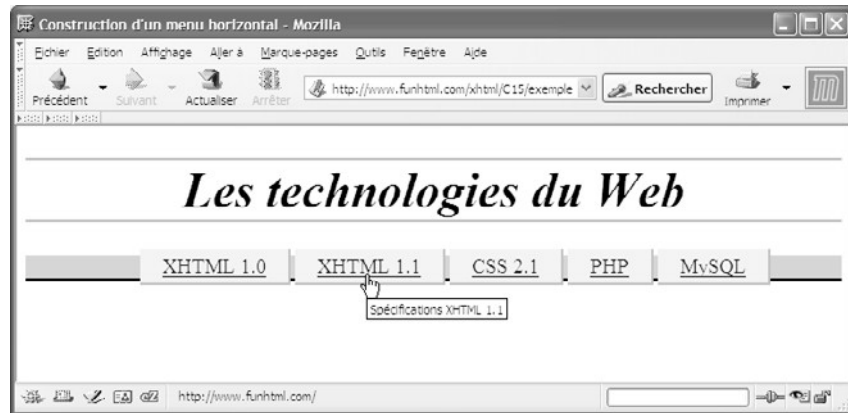 Construction d'un menu horizontal - Mozilla
Fichier Edition Affichage Aller à Marque-pages Outils Fenêtre Aide
Précédent Suivant Actualiser Arrêter http://www.funhtml.com/xhtml/C15/exemple Rechercher Imprimer
Les technologies du Web
XHTML 1.0 XHTML 1.1 CSS 2.1 PHP MySQL
Spécifications XHTML 1.1
http://www.funhtml.com/